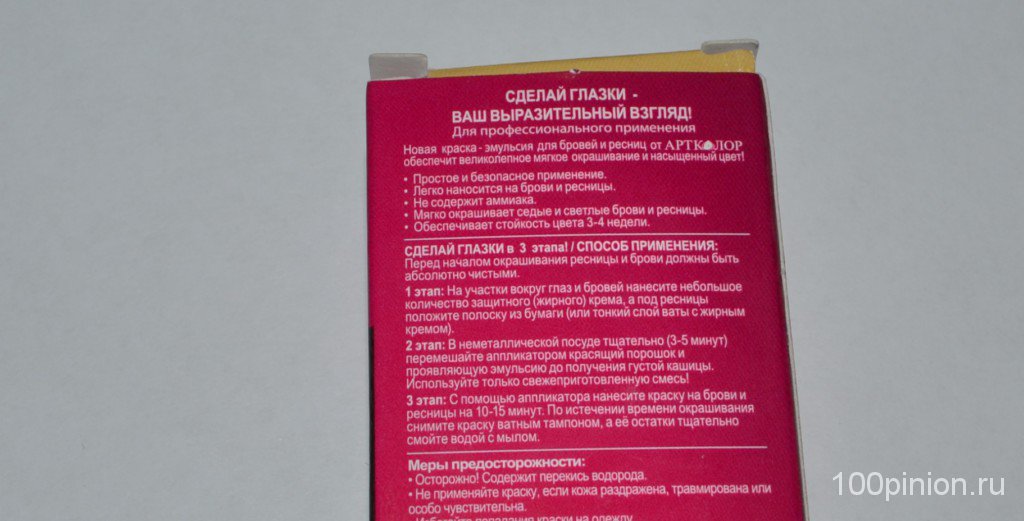 СДЕЛАЙ ГЛАЗКИ -
ВАШ ВЫРАЗИТЕЛЬНЫЙ ВЗГЛЯД!
Для профессионального применения
Новая краска - эмульсия для бровей и ресниц от АРТКОЛОР
обеспечит великолепное мягкое окрашивание и насыщенный цвет!
• Простое и безопасное применение.
• Легко наносится на брови и ресницы.
• Не содержит аммиака.
• Мягко окрашивает седые и светлые брови и ресницы.
• Обеспечивает стойкость цвета 3-4 недели.
СДЕЛАЙ ГЛАЗКИ в 3 этапа! / СПОСОБ ПРИМЕНЕНИЯ:
Перед началом окрашивания ресницы и брови должны быть
абсолютно чистыми.
1 этап: На участки вокруг глаз и бровей нанесите небольшое
количество защитного (жирного) крема, а под ресницы
положите полоску из бумаги (или тонкий слой ваты с жирным
кремом).
2 этап: В неметаллической посуде тщательно (3-5 минут)
перемешайте аппликатором красящий порошок и
проявляющую эмульсию до получения густой кашицы.
Используйте только свежеприготовленную смесь!
3 этап: С помощью аппликатора нанесите краску на брови и
ресницы на 10-15 минут. По истечении времени окрашивания
снимите краску ватным тампоном, а её остатки тщательно
смойте водой с мылом.
Меры предосторожности:
• Осторожно! Содержит перекись водорода.
• Не применяйте краску, если кожа раздражена, травмирована или
особо чувствительна.
• Избегайте попадания краски на одежду.
100pinion.ru